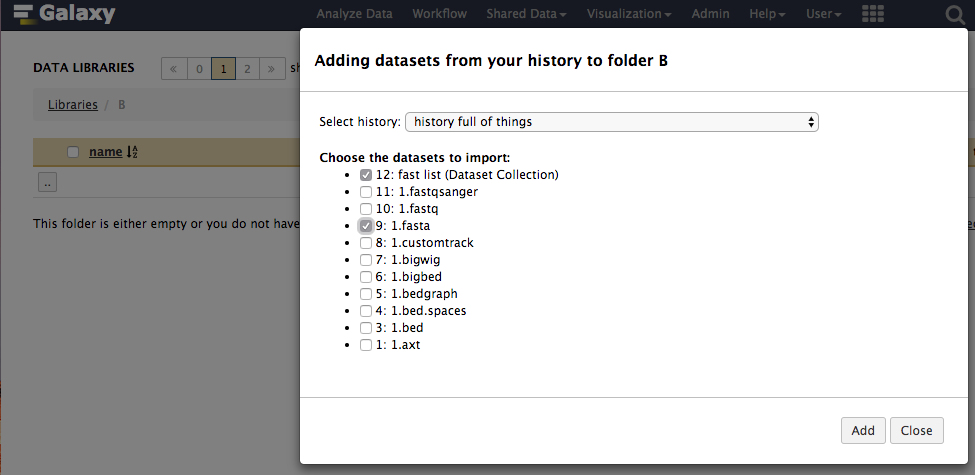 Galaxy Analyze Data Workflow Shared Data Visualization Admin Help User
DATA LIBRARIES « 0 1 2 » sh
Libraries / B
name
..
This folder is either empty or you do not have
Adding datasets from your history to folder B
Select history: history full of things
Choose the datasets to import:
12: fast list (Dataset Collection)
11: 1.fastqsanger
10: 1.fastq
9: 1.fasta
8: 1.customtrack
7: 1.bigwig
6: 1.bigbed
5: 1.bedgraph
4: 1.bed.spaces
3: 1.bed
1: 1.axt
Add Close